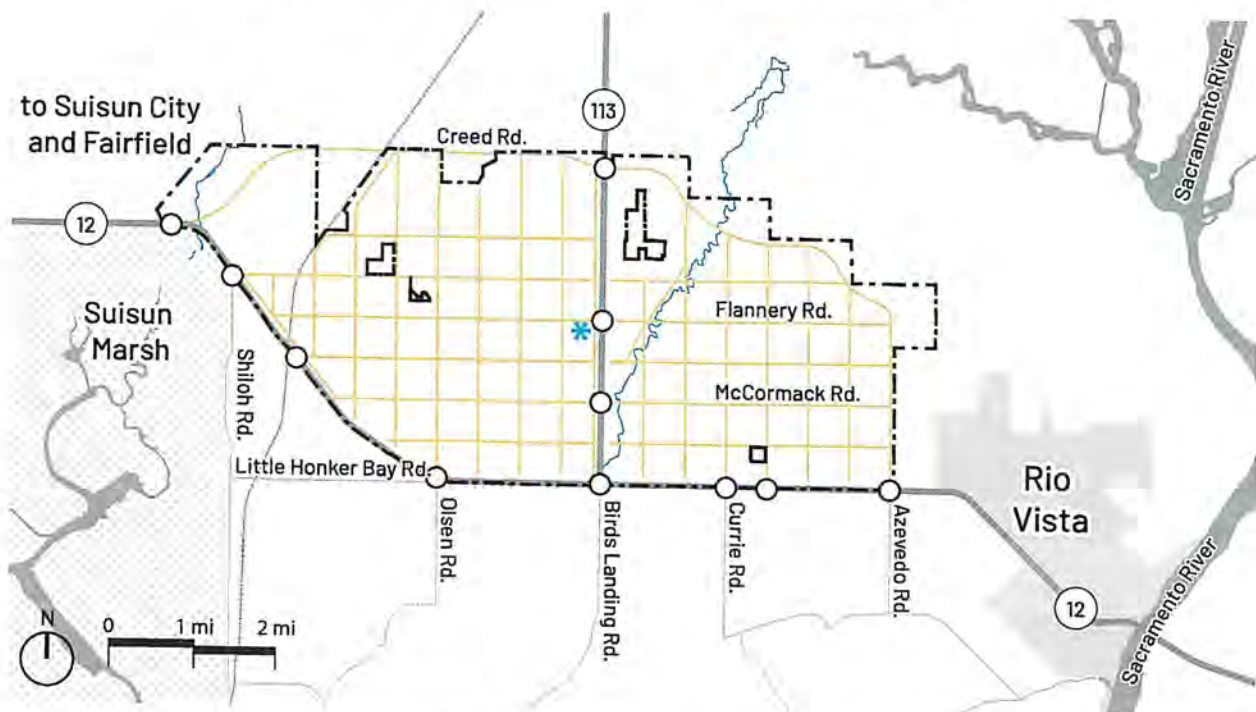 to Suisun City
and Fairfield
Creed Rd.
113
Sacramento River
12
Suisun
Marsh
Shiloh Rd.
Flannery Rd.
*
McCormack Rd.
Little Honker Bay Rd.
Olsen Rd.
Birds Landing Rd.
Currie Rd.
Azevedo Rd.
Rio
Vista
12
Sacramento River
N
0 1 mi 2 mi